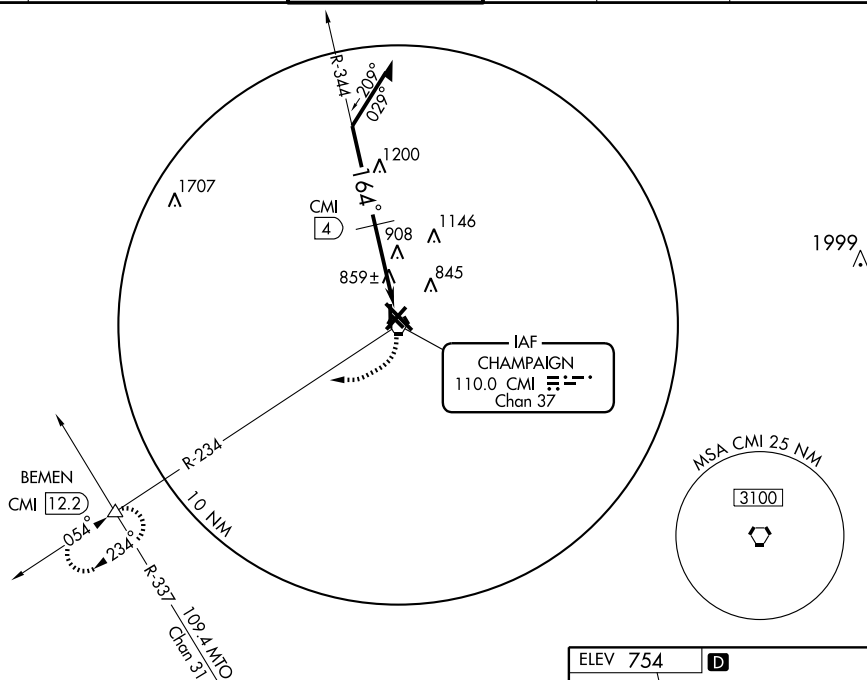 R-344
209°
029°
1200
1707
164°
CMI
4
1146
908
1999
859±
845
IAF
CHAMPAIGN
110.0 CMI
Chan 37
R-234
MSA CMI 25 NM
3100
BEMEN
CMI 12.2
10 NM
054°
234°
R-337
109.4 MTO
Chan 31
ELEV 754 D